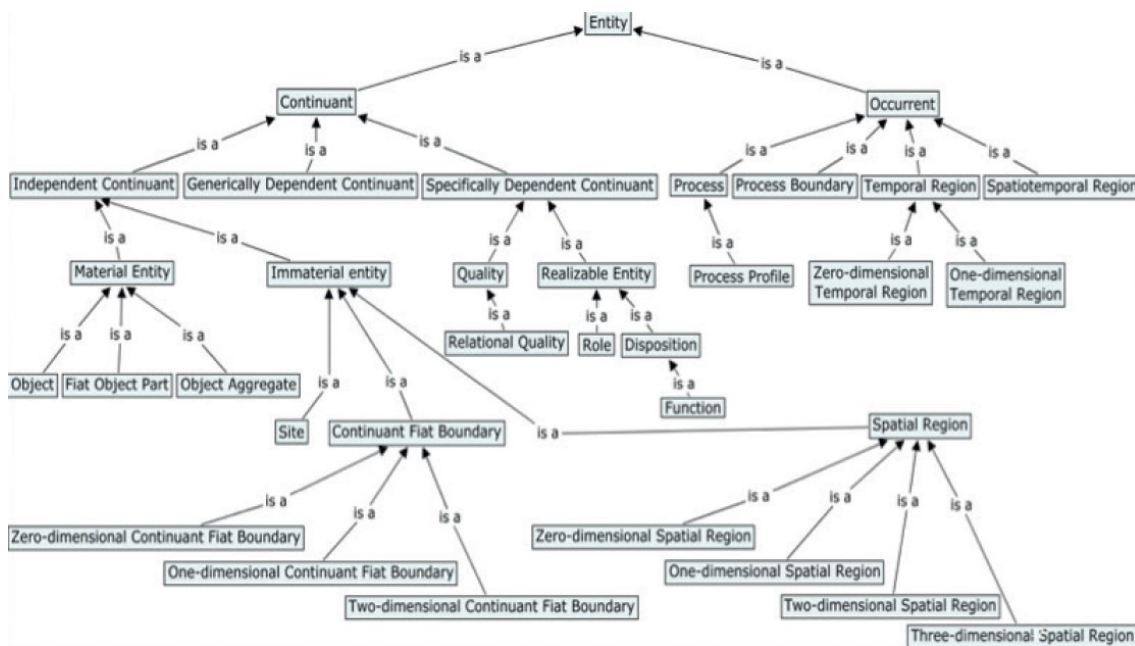 Entity
is a
is a
Continuant
Occurrent
is a
is a
is a
is a
is a
is a
is a
Independent Continuant
Generically Dependent Continuant
Specifically Dependent Continuant
Process
Process Boundary
Temporal Region
Spatiotemporal Region
is a
is a
is a
is a
is a
is a
is a
Material Entity
Immaterial entity
Quality
Realizable Entity
Process Profile
Zero-dimensional
Temporal Region
One-dimensional
Temporal Region
is a
is a
is a
is a
is a
is a
Relational Quality
Role
Disposition
Object
Fiat Object Part
Object Aggregate
is a
is a
is a
Function
Site
Continuant Fiat Boundary
is a
Spatial Region
is a
is a
is a
is a
is a
is a
is a
Zero-dimensional Continuant Fiat Boundary
Zero-dimensional Spatial Region
One-dimensional Continuant Fiat Boundary
One-dimensional Spatial Region
Two-dimensional Continuant Fiat Boundary
Two-dimensional Spatial Region
Three-dimensional Spatial Region